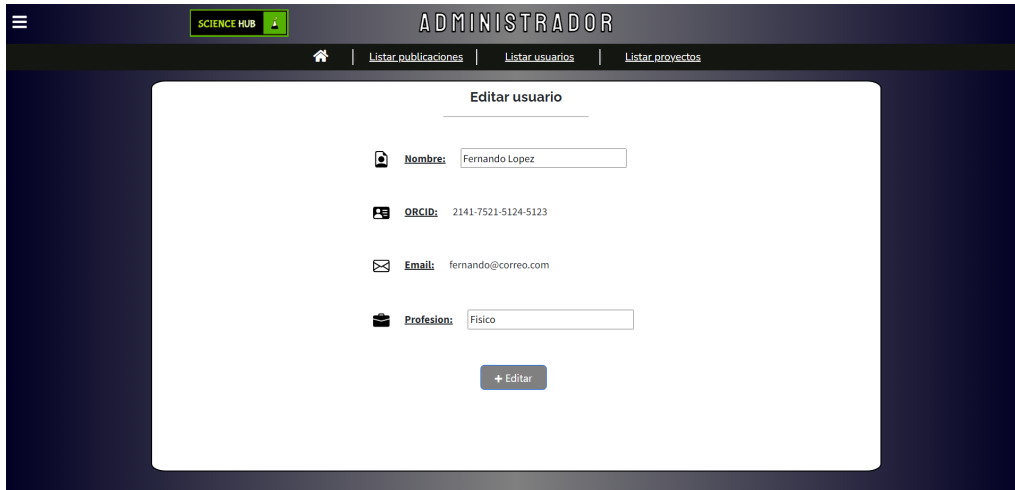 SCIENCE HUB
ADMINISTRADOR
Listar publicaciones Listar usuarios Listar proyectos
Editar usuario
Nombre: Fernando Lopez
ORCID: 2141-7521-5124-5123
Email: fernando@correo.com
Profesion: Fisico
+ Editar